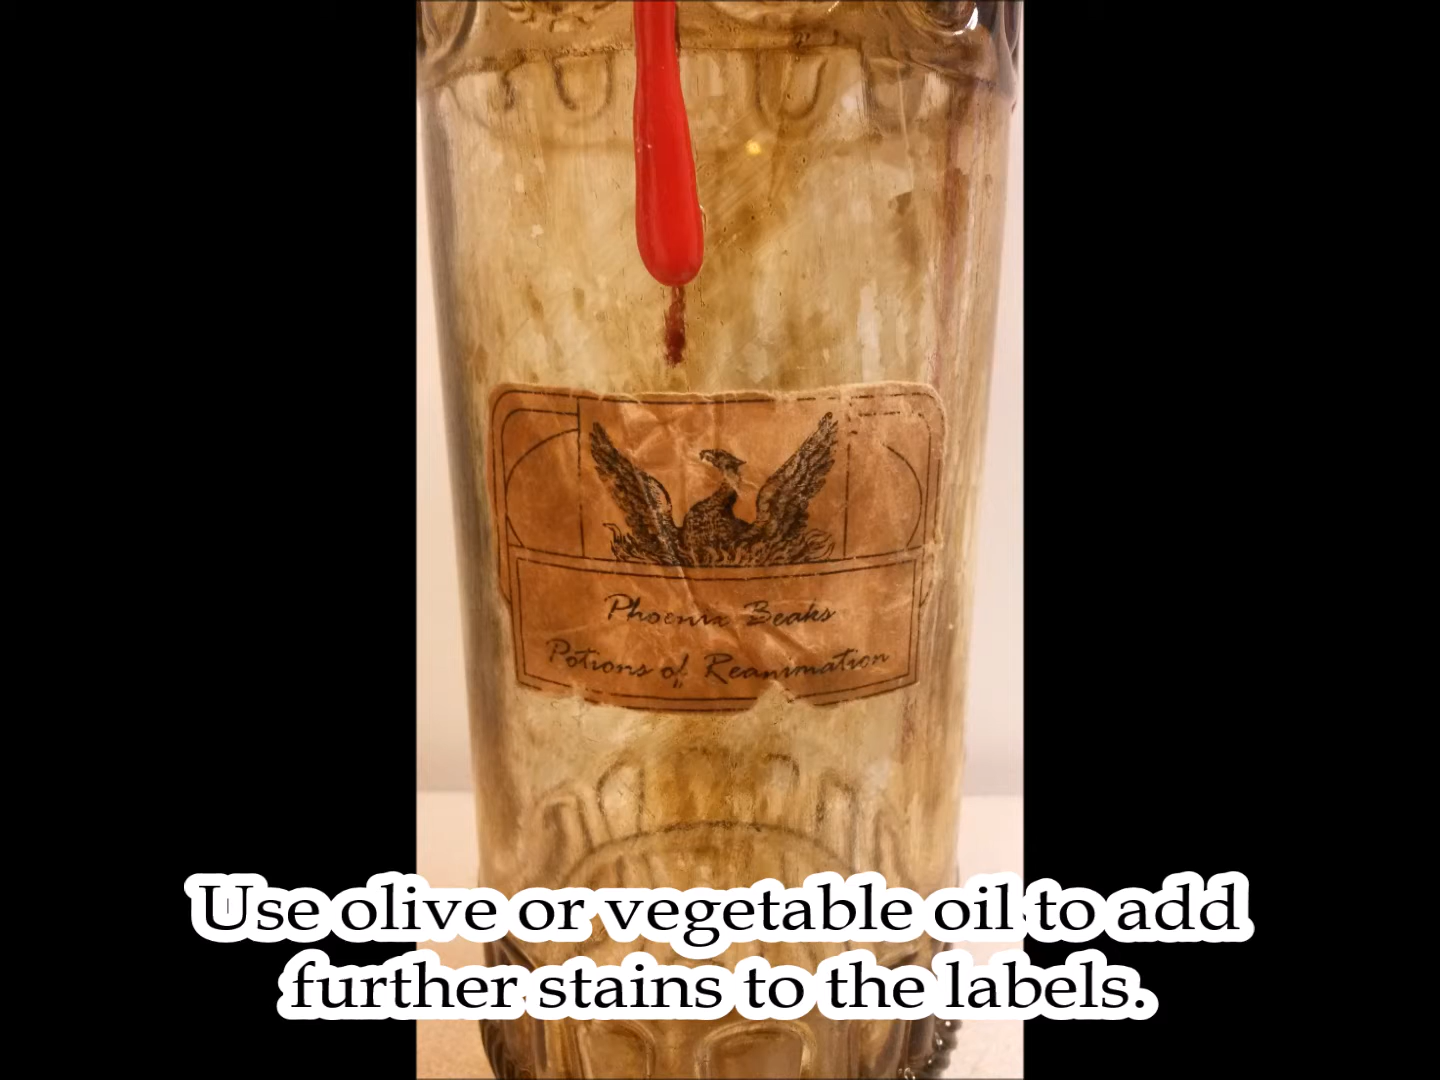 Phoenix Beaks
Potions of Reanimation
Use olive or vegetable oil to add
further stains to the labels.